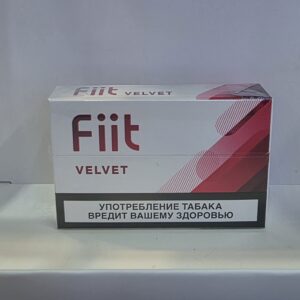 Fiit VELVET
Fiit
VELVET
УПОТРЕБЛЕНИЕ ТАБАКА
ВРЕДИТ ВАШЕМУ ЗДОРОВЬЮ